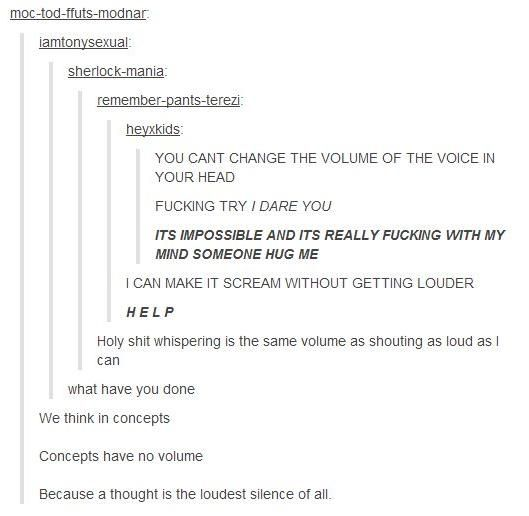 moc-tod-ffuts-modnar:
iamtonysexual:
sherlock-mania:
remember-pants-terezi:
heyxkids:
YOU CANT CHANGE THE VOLUME OF THE VOICE IN
YOUR HEAD
FUCKING TRY I DARE YOU
ITS IMPOSSIBLE AND ITS REALLY FUCKING WITH MY
MIND SOMEONE HUG ME
I CAN MAKE IT SCREAM WITHOUT GETTING LOUDER
H E L P
Holy shit whispering is the same volume as shouting as loud as I
can
what have you done
We think in concepts
Concepts have no volume
Because a thought is the loudest silence of all.